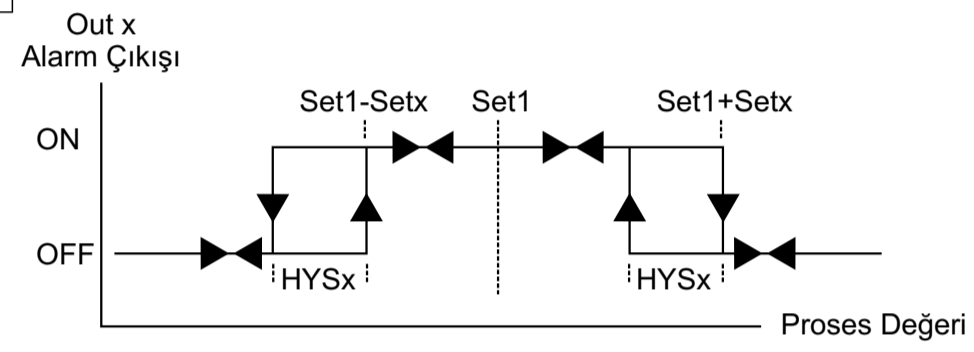 Out x
Alarm Çıkışı
Set1-Setx
Set1
Set1+Setx
ON
OFF
HYSx
HYSx
Proses Değeri